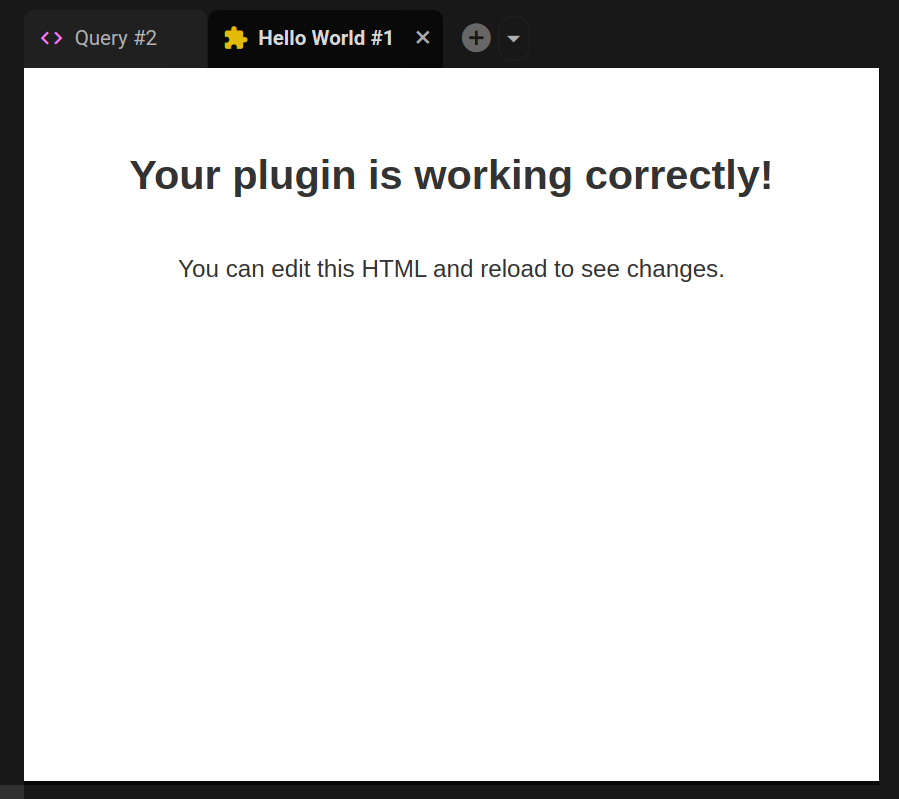 Query #2
Hello World #1
Your plugin is working correctly!
You can edit this HTML and reload to see changes.